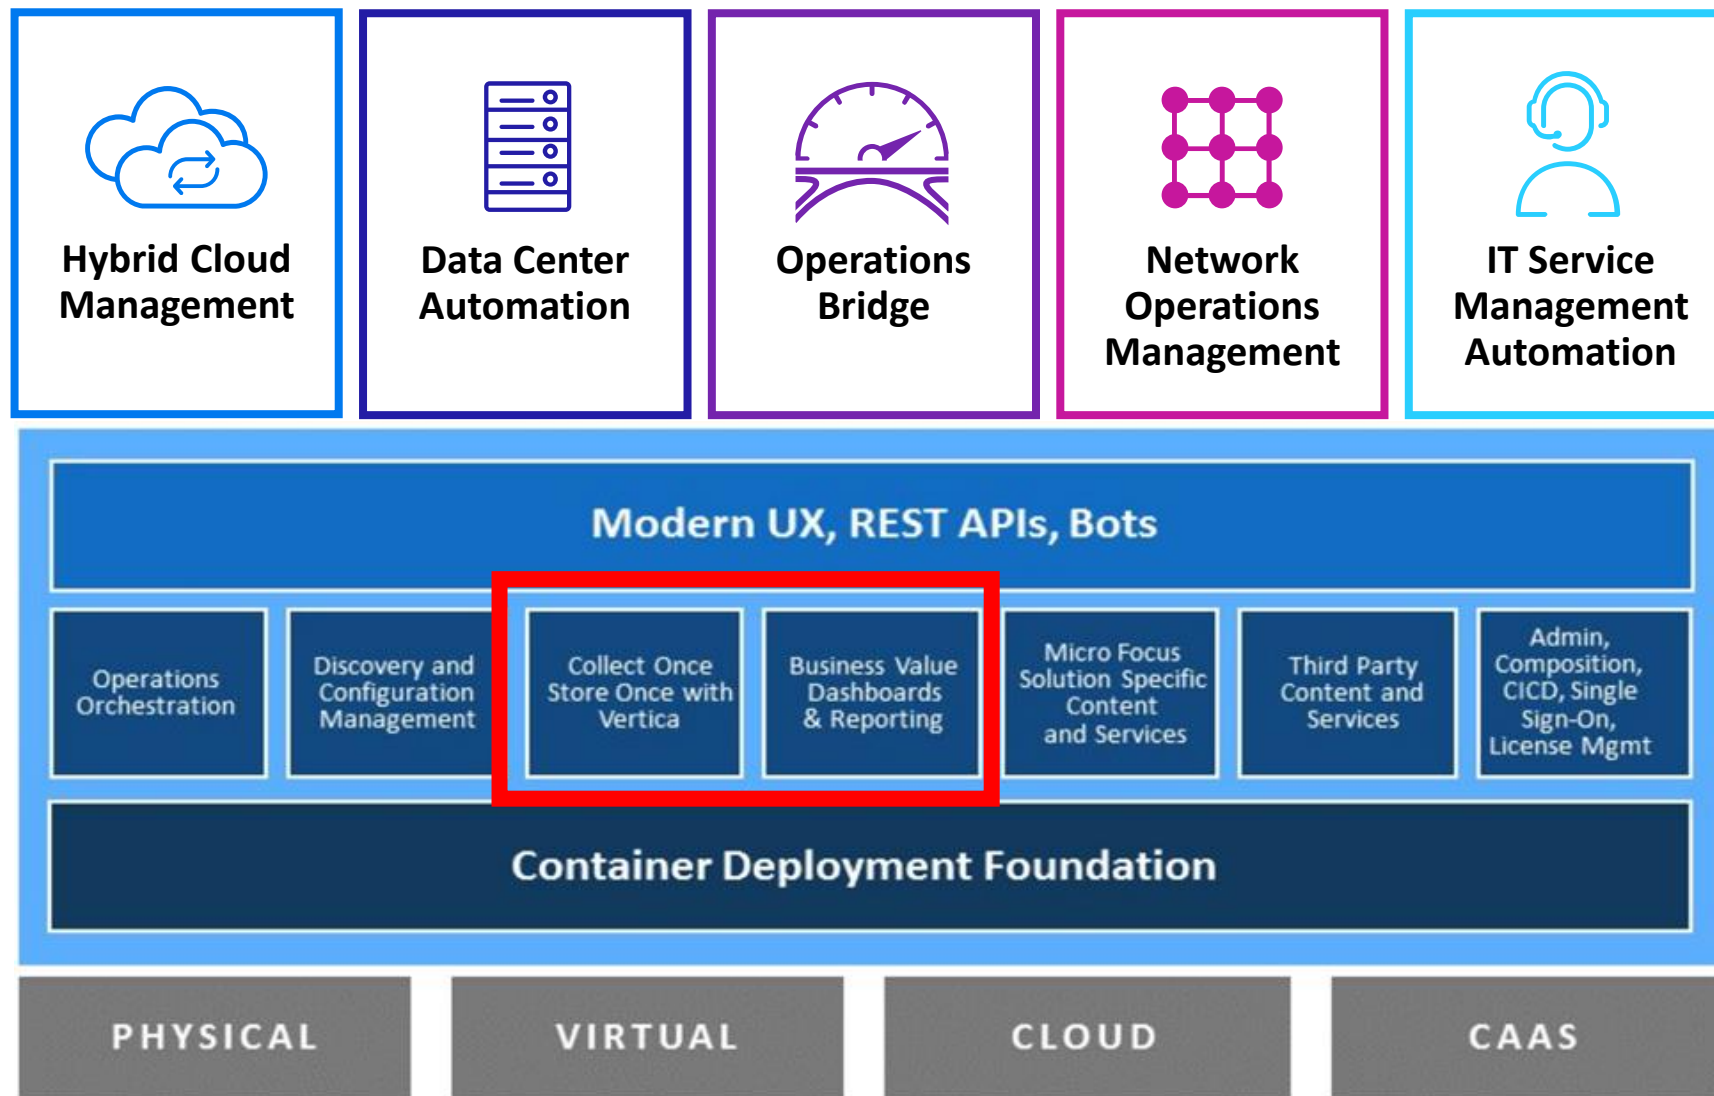 Hybrid Cloud
Management
Data Center
Automation
Operations
Bridge
Network
Operations
Management
IT Service
Management
Automation
Modern UX, REST APIs, Bots
Operations
Orchestration
Discovery and
Configuration
Management
Collect Once
Store Once with
Vertica
Business Value
Dashboards
& Reporting
Micro Focus
Solution Specific
Content
and Services
Third Party
Content and
Services
Admin,
Composition,
CICD, Single
Sign-On,
License Mgmt
Container Deployment Foundation
PHYSICAL
VIRTUAL
CLOUD
CAAS